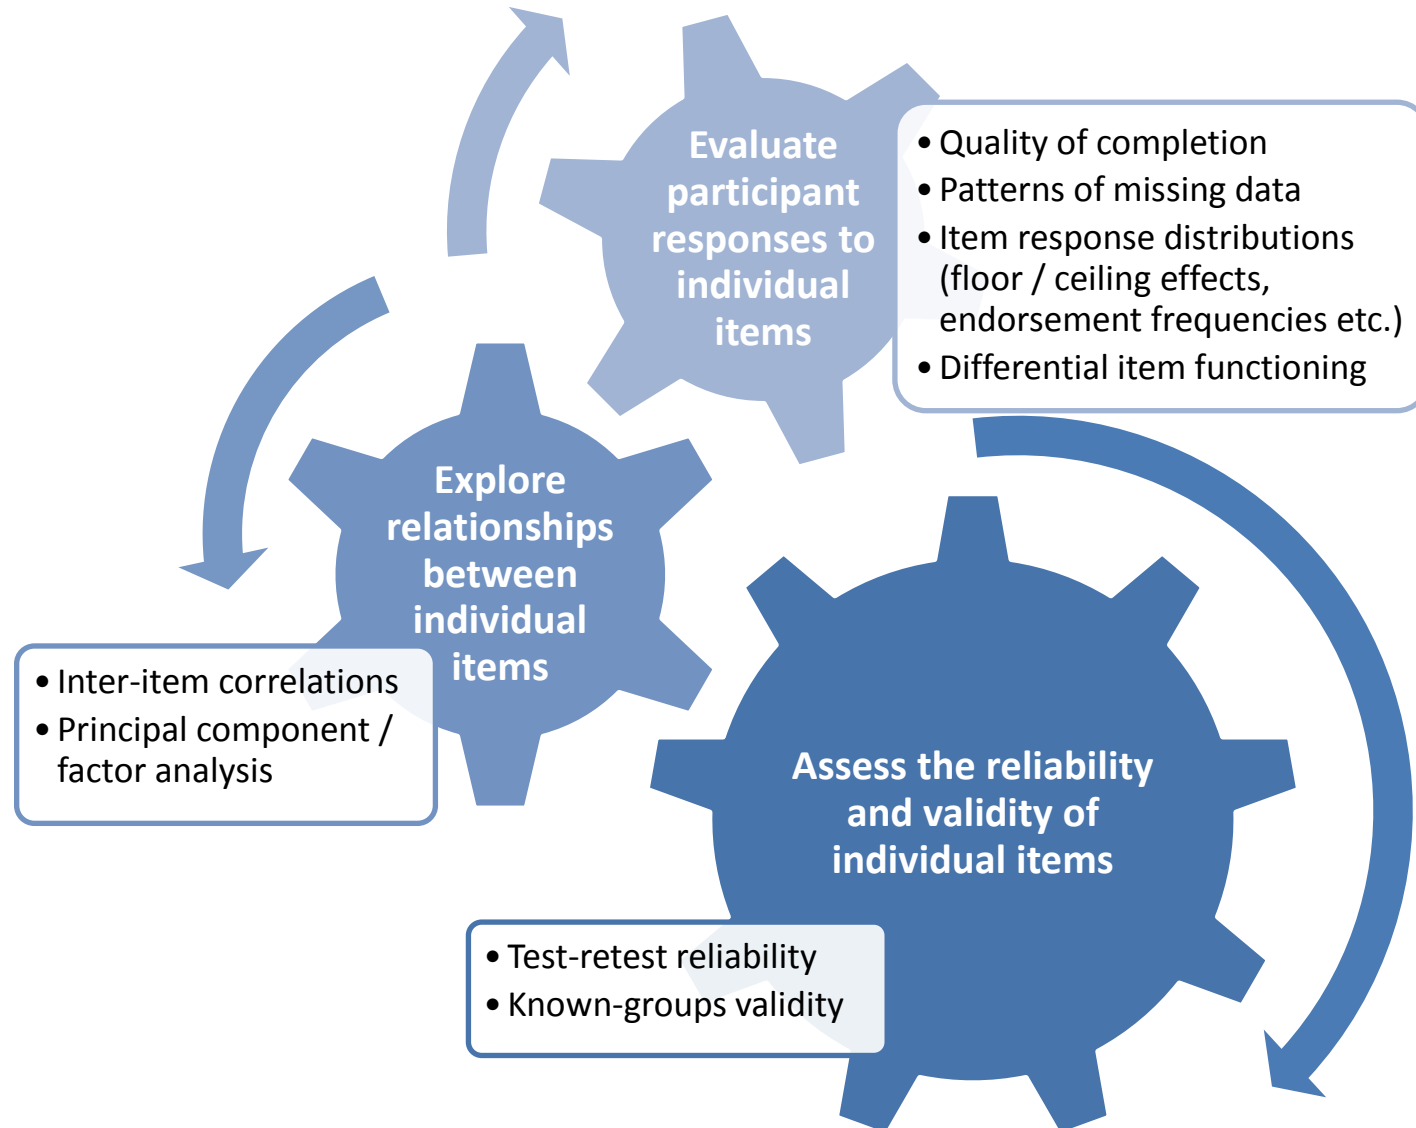 Evaluate
participant
responses to
individual
items
• Quality of completion
• Patterns of missing data
• Item response distributions
(floor / ceiling effects,
endorsement frequencies etc.)
• Differential item functioning
Explore
relationships
between
individual
items
• Inter-item correlations
• Principal component /
factor analysis
Assess the reliability
and validity of
individual items
• Test-retest reliability
• Known-groups validity